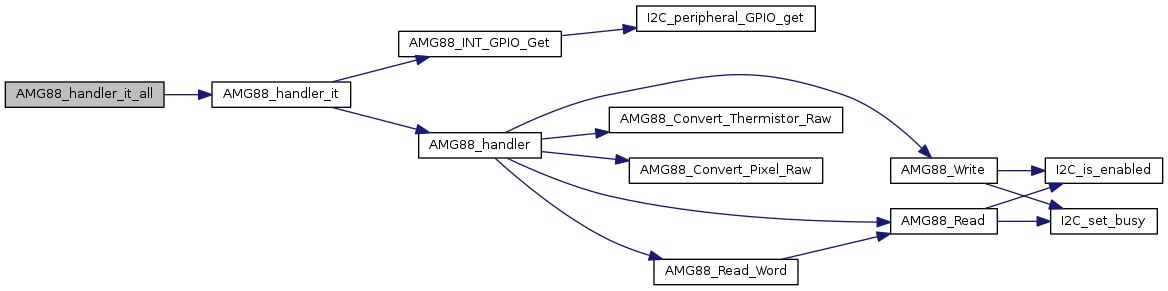 AMG88_handler_it_all
AMG88_handler_it
AMG88_INT_GPIO_Get
I2C_peripheral_GPIO_get
AMG88_handler
AMG88_Convert_Thermistor_Raw
AMG88_Convert_Pixel_Raw
AMG88_Write
AMG88_Read
AMG88_Read_Word
I2C_is_enabled
I2C_set_busy